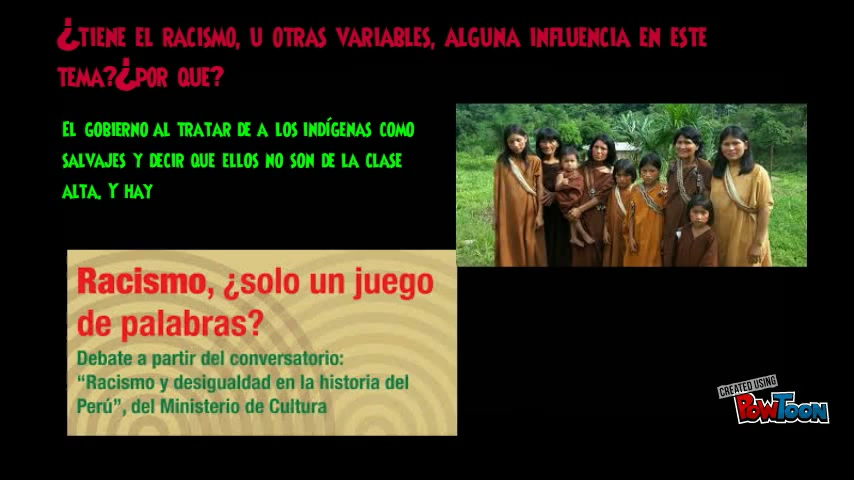 ¿TIENE EL RACISMO, U OTRAS VARIABLES, ALGUNA INFLUENCIA EN ESTE
TEMA?¿POR QUE?
EL GOBIERNO AL TRATAR DE A LOS INDÍGENAS COMO
SALVAJES Y DECIR QUE ELLOS NO SON DE LA CLASE
ALTA. Y HAY
Racismo, ¿solo un juego
de palabras?
Debate a partir del conversatorio:
“Racismo y desigualdad en la historia del
Perú”, del Ministerio de Cultura
CREATED USING
POWTOON